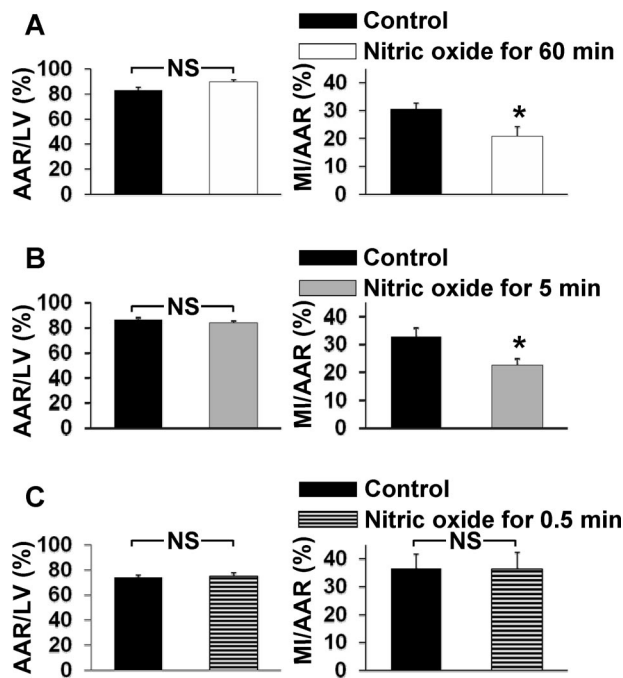 A
Control
Nitric oxide for 60 min
AAR/LV (%)
100
80
60
40
20
0
NS
MI/AAR (%)
40
30
20
10
0
*
B
Control
Nitric oxide for 5 min
AAR/LV (%)
100
80
60
40
20
0
NS
MI/AAR (%)
40
30
20
10
0
*
C
Control
Nitric oxide for 0.5 min
AAR/LV (%)
100
80
60
40
20
0
NS
MI/AAR (%)
40
30
20
10
0
NS